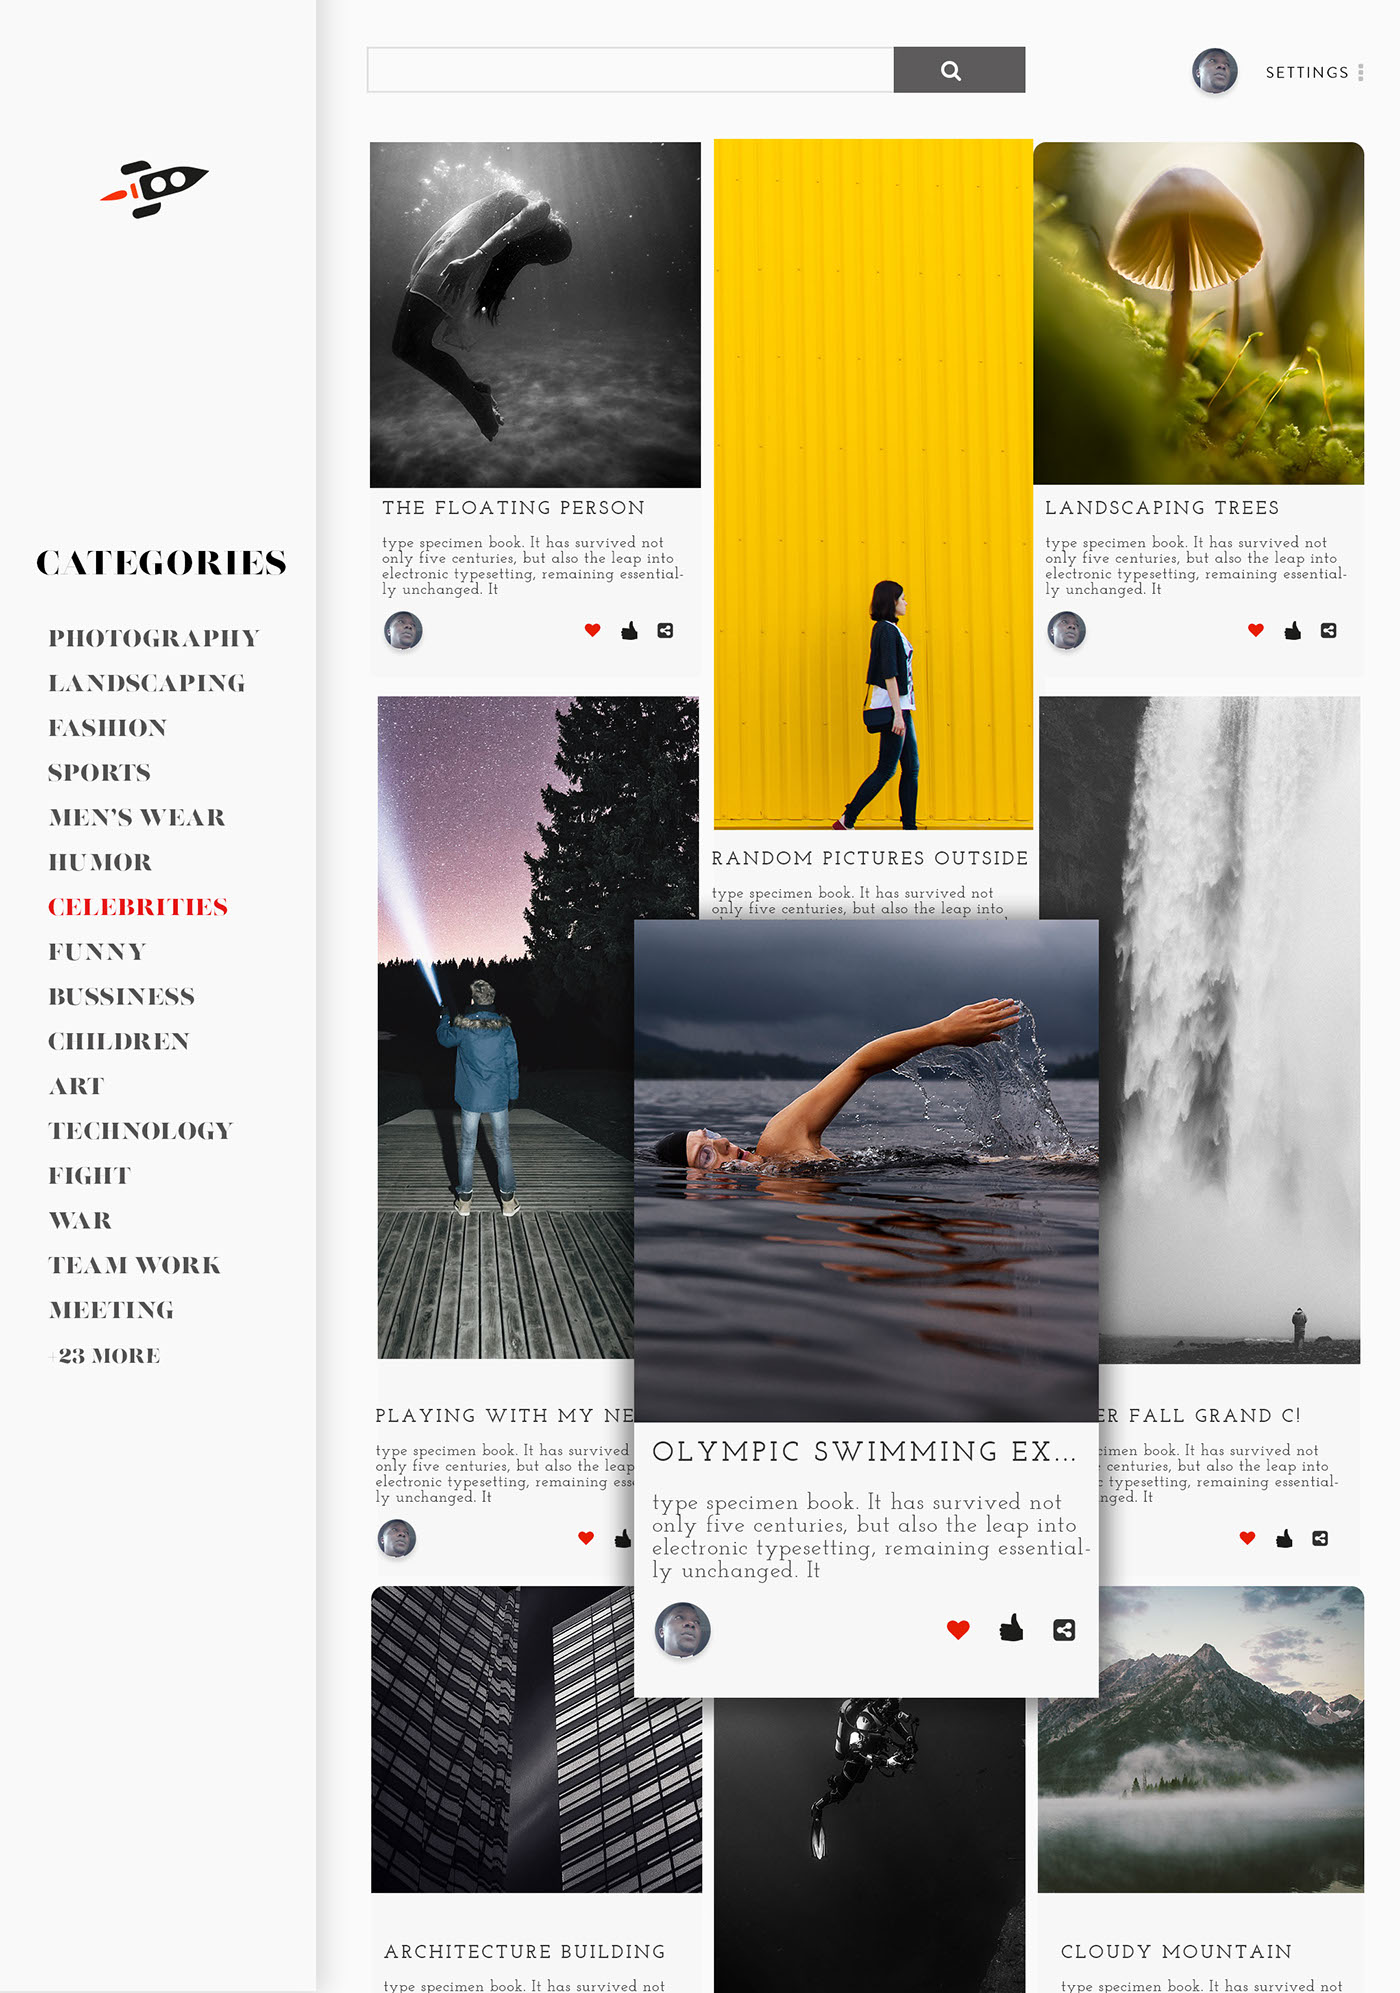 SETTINGS
CATEGORIES
PHOTOGRAPHY
LANDSCAPING
FASHION
SPORTS
MEN'S WEAR
HUMOR
CELEBRITIES
FUNNY
BUSSINESS
CHILDREN
ART
TECHNOLOGY
FIGHT
WAR
TEAM WORK
MEETING
+23 MORE
THE FLOATING PERSON
type specimen book. It has survived not
only five centuries, but also the leap into
electronic typesetting, remaining essential-
ly unchanged. It
LANDSCAPING TREES
type specimen book. It has survived not
only five centuries, but also the leap into
electronic typesetting, remaining essential-
ly unchanged. It
RANDOM PICTURES OUTSIDE
type specimen book. It has survived not
only five centuries, but also the leap into
PLAYING WITH MY NE
type specimen book. It has survived
only five centuries, but also the leap
electronic typesetting, remaining ess
ly unchanged. It
OLYMPIC SWIMMING EX...
type specimen book. It has survived not
only five centuries, but also the leap into
electronic typesetting, remaining essential-
ly unchanged. It
ER FALL GRAND C!
cimen book. It has survived not
centuries, but also the leap into
typesetting, remaining essential-
nged. It
ARCHITECTURE BUILDING
type specimen book. It has survived not
CLOUDY MOUNTAIN
type specimen book. It has survived not